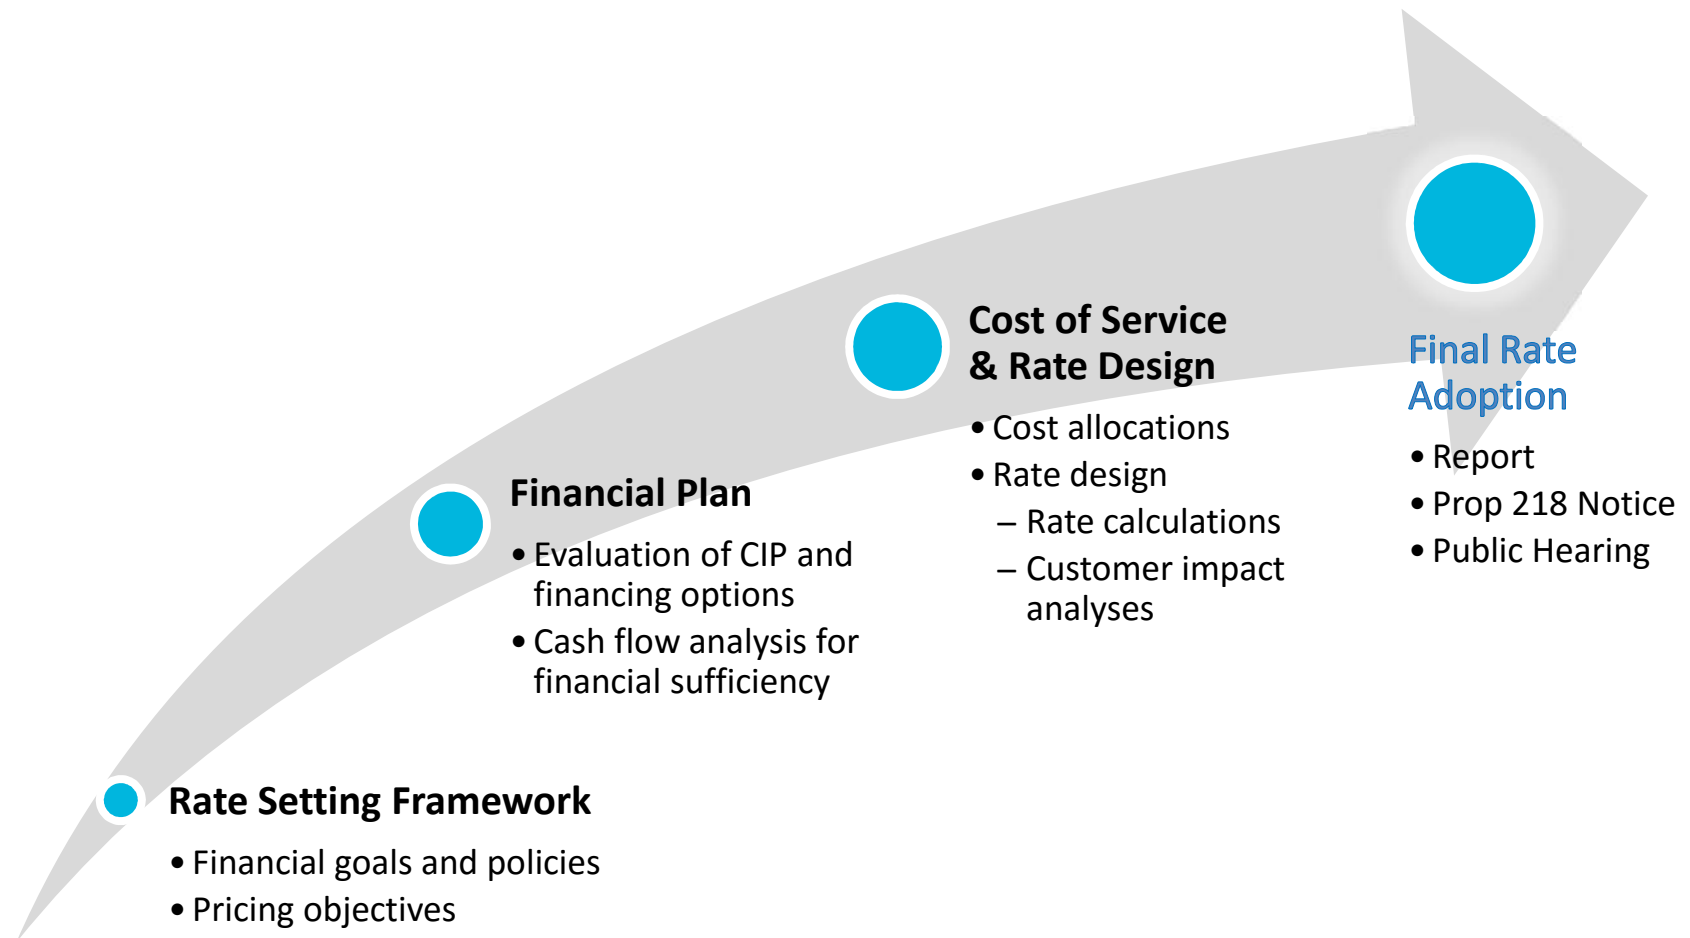 Rate Setting Framework
• Financial goals and policies
• Pricing objectives
Financial Plan
• Evaluation of CIP and
financing options
• Cash flow analysis for
financial sufficiency
Cost of Service
& Rate Design
• Cost allocations
• Rate design
– Rate calculations
– Customer impact
analyses
Final Rate
Adoption
• Report
• Prop 218 Notice
• Public Hearing